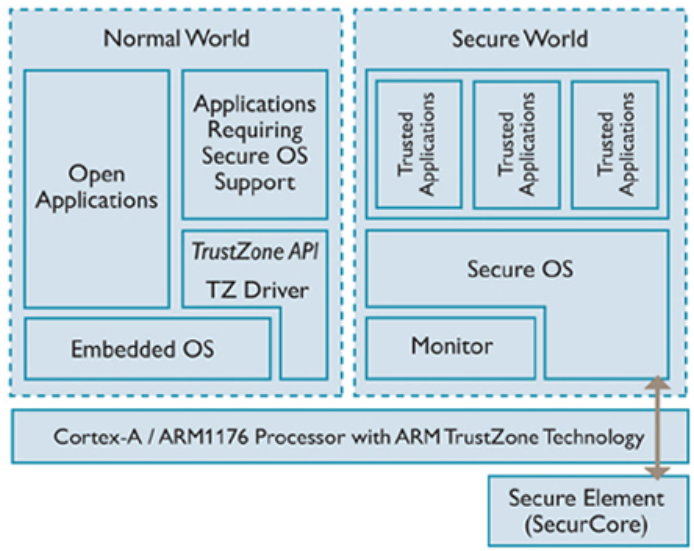 Normal World
Open
Applications
Applications
Requiring
Secure OS
Support
TrustZone API
TZ Driver
Embedded OS
Secure World
Trusted
Applications
Trusted
Applications
Trusted
Applications
Secure OS
Monitor
Cortex-A / ARM1176 Processor with ARM TrustZone Technology
Secure Element
(SecurCore)